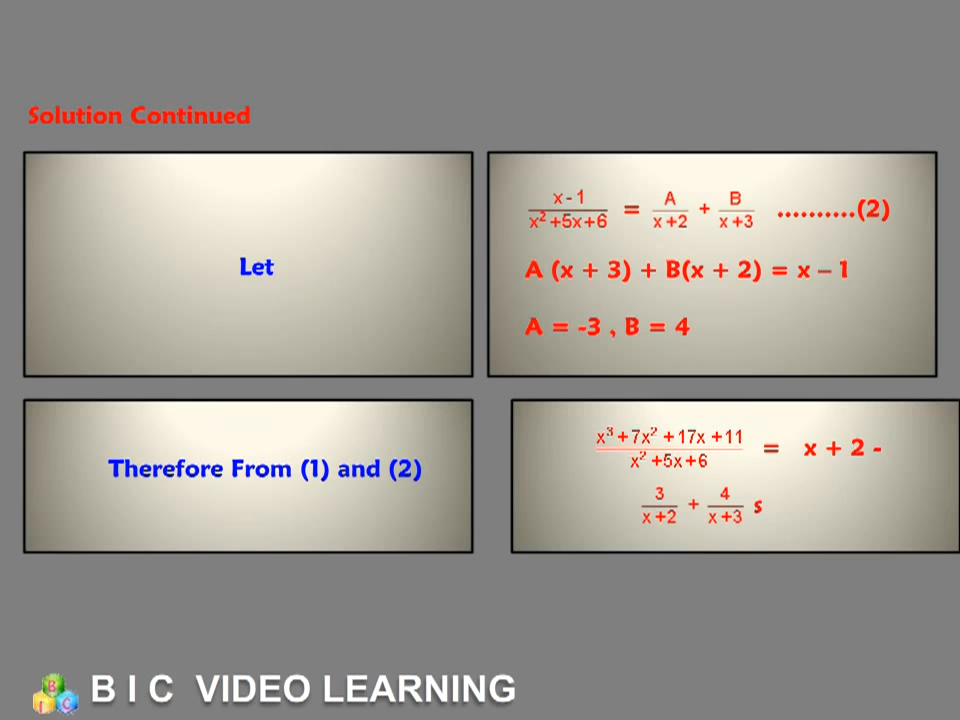 Solution Continued
Let
x-1 / x² +5x+6 = A / x+2 + B / x+3 ..........(2)
A (x + 3) + B(x + 2) = x – 1
A = -3 , B = 4
Therefore From (1) and (2)
x³ + 7x² + 17x + 11 / x² +5x+6 = x + 2 -
3 / x+2 + 4 / x+3 s
B I C VIDEO LEARNING
B
I C